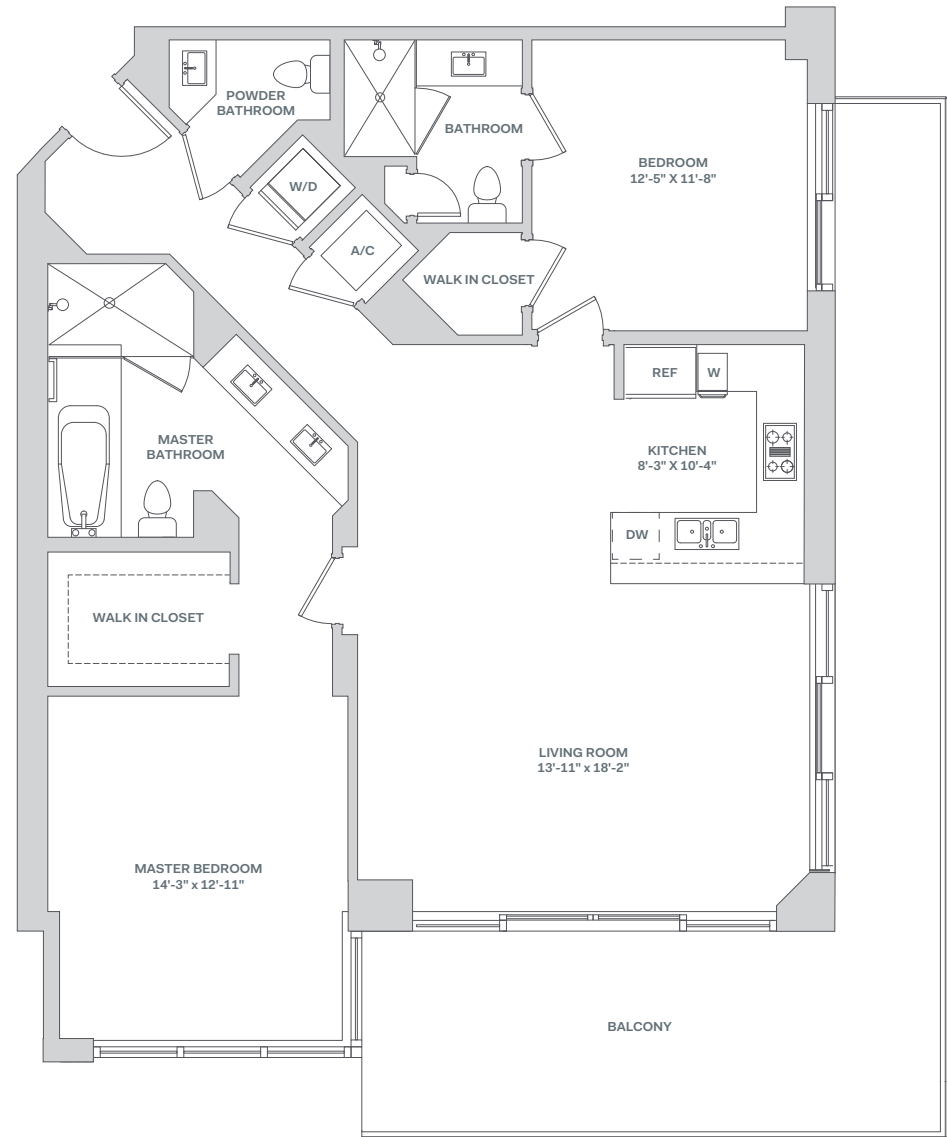 POWDER
BATHROOM
BATHROOM
BEDROOM
12'-5" X 11'-8"
W/D
A/C
WALK IN CLOSET
REF
W
MASTER
BATHROOM
KITCHEN
8'-3" X 10'-4"
DW
WALK IN CLOSET
LIVING ROOM
13'-11" x 18'-2"
MASTER BEDROOM
14'-3" x 12'-11"
BALCONY